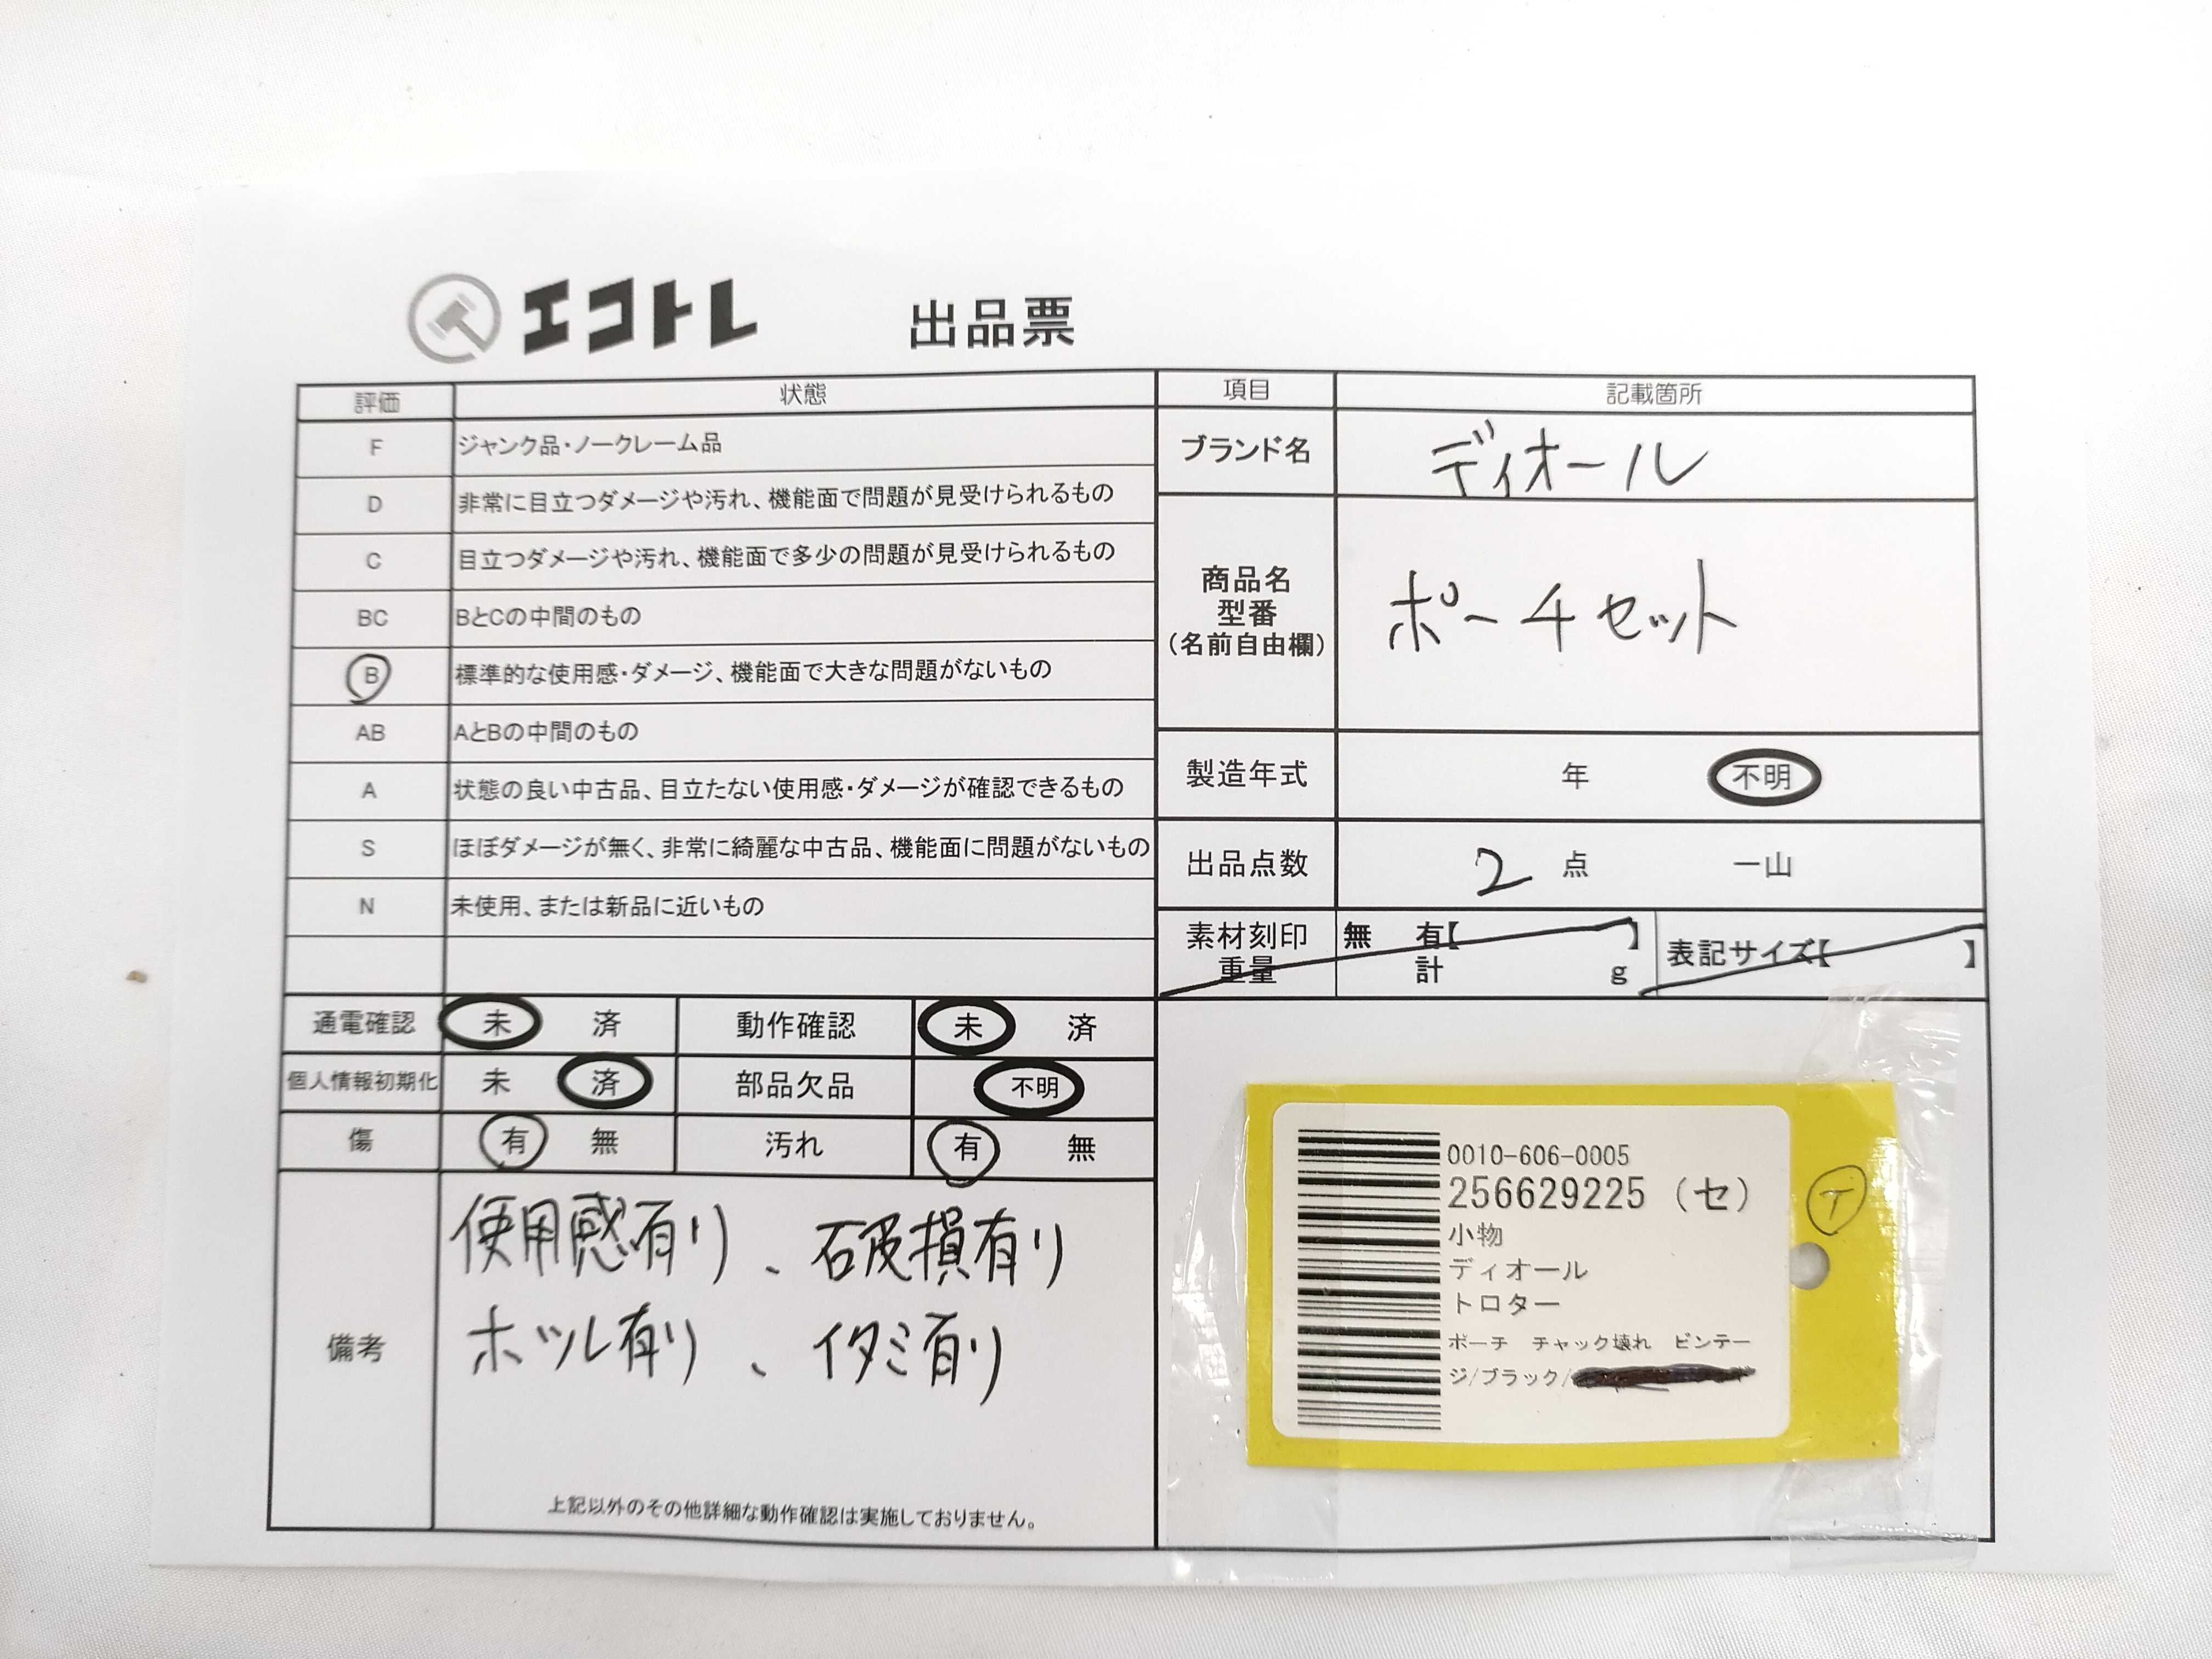 エコトレ 出品票
評価 状態
F ジャンク品・ノークレーム品
D 非常に目立つダメージや汚れ、機能面で問題が見受けられるもの
C 目立つダメージや汚れ、機能面で多少の問題が見受けられるもの
BC BとCの中間のもの
B 標準的な使用感・ダメージ、機能面で大きな問題がないもの
AB AとBの中間のもの
A 状態の良い中古品、目立たない使用感・ダメージが確認できるもの
S ほぼダメージが無く、非常に綺麗な中古品、機能面に問題がないもの
N 未使用、または新品に近いもの
通電確認 未 済 動作確認 未 済
個人情報初期化 未 済 部品欠品 不明
傷 有 無 汚れ 有 無
備考
使用感有り、破損有り
ホツレ有り、イタミ有り
上記以外のその他詳細な動作確認は実施しておりません。
項目 記載箇所
ブランド名 ディオール
商品名
型番
(名前自由欄)
ポーチセット
製造年式 年 不明
出品点数 2 点 一山
素材刻印 無 有【 】
重量 計 g
表記サイズ【 】
0010-606-0005
256629225 (セ)
小物
ディオール
トロター
ポーチ チャック壊れ ビンテー
ジ/ブラック/
T